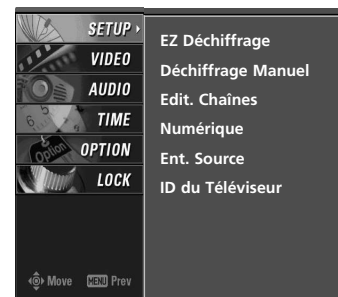 SETUP
VIDEO
AUDIO
TIME
OPTION
LOCK
Move MENU Prev
EZ Déchiffrage
Déchiffrage Manuel
Edit. Chaînes
Numérique
Ent. Source
ID du Téléviseur